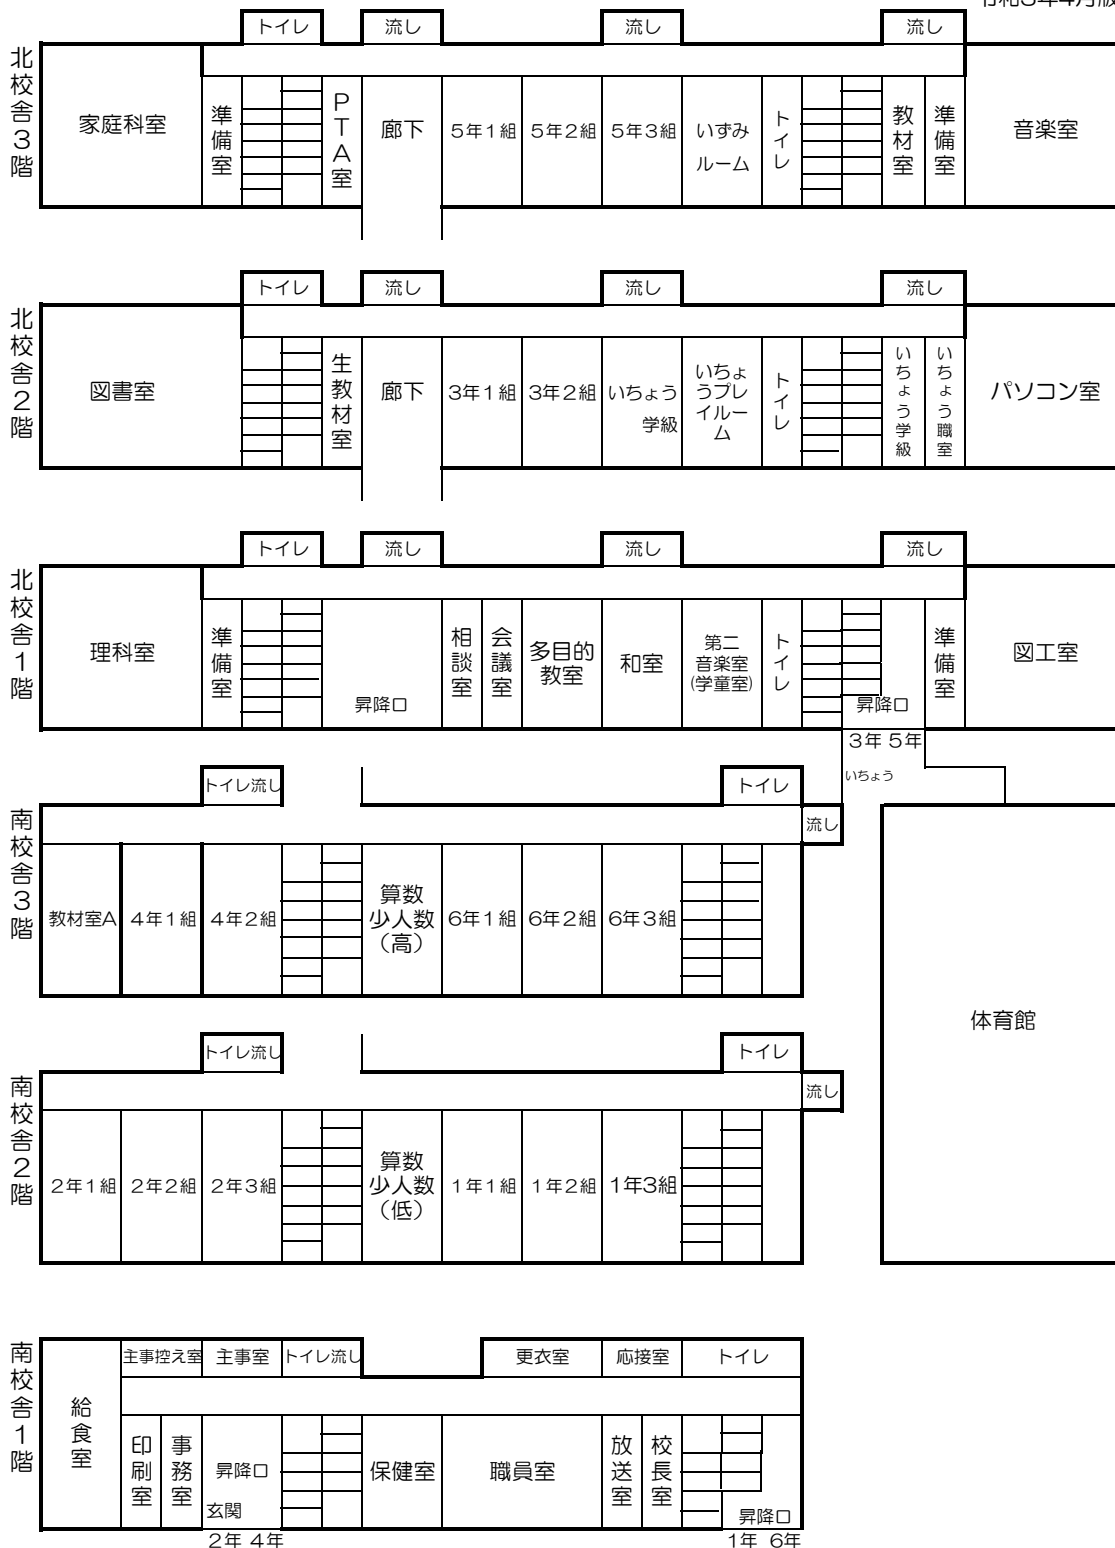 トイレ 流し 流し 流し
北校舎3階
家庭科室 準備室 PTA室 廊下 5年1組 5年2組 5年3組 いずみ トイレ 教材室 準備室 音楽室
ルーム
トイレ 流し 流し 流し
北校舎2階
図書室 生教材室 廊下 3年1組 3年2組 いちょう
学級
いちょ
うプレ
イルー
ム
トイレ いちょう学級 いちょう職室 パソコン室
トイレ 流し 流し 流し
北校舎1階
理科室 準備室 昇降口 相談室 会議室 多目的
教室
和室 第二
音楽室
(学童室)
トイレ 昇降口 準備室 図工室
3年 5年
いちょう
トイレ流し トイレ
流し
南校舎3階
教材室A 4年1組 4年2組 算数
少人数
（高）
6年1組 6年2組 6年3組
体育館
トイレ流し トイレ
流し
南校舎2階
2年1組 2年2組 2年3組 算数
少人数
（低）
1年1組 1年2組 1年3組
南校舎1階
給食室 主事控え室 主事室 トイレ流し 更衣室 応接室 トイレ
印刷室 事務室 昇降口 保健室 職員室 放送室 校長室
玄関 昇降口
2年 4年 1年 6年